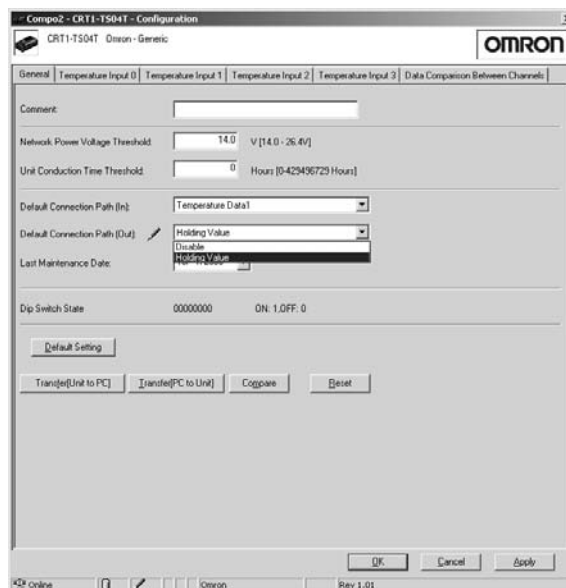 Compo2 - CRT1-TS04T - Configuration
CRT1-TS04T Omron - Generic
OMRON
General Temperature Input 0 Temperature Input 1 Temperature Input 2 Temperature Input 3 Data Comparison Between Channels
Comment:
Network Power Voltage Threshold: 14.0 V [14.0 - 26.4V]
Unit Conduction Time Threshold: 0 Hours [0-429496729 Hours]
Default Connection Path (In): Temperature Data1
Default Connection Path (Out): Holding Value
Disable
Holding Value
Last Maintenance Date:
Dip Switch State 00000000 ON: 1,OFF: 0
Default Setting
Transfer[Unit to PC] Transfer[PC to Unit] Compare Reset
OK Cancel Apply
Online Omron Rev 1.01